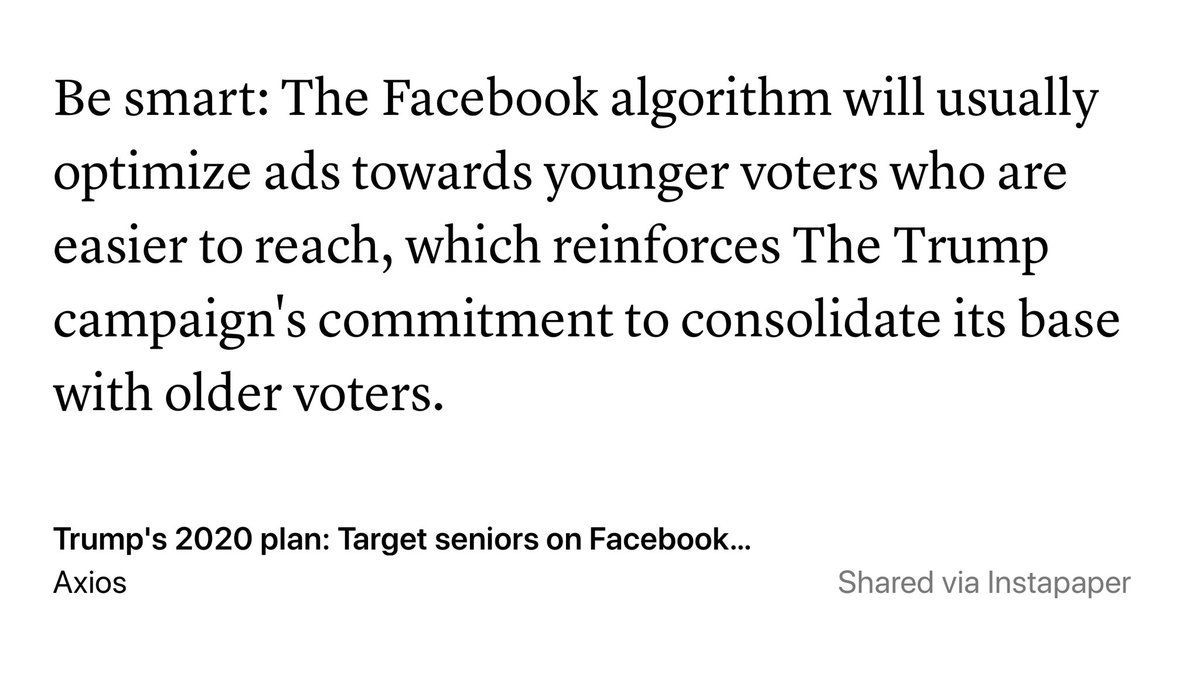 Be smart: The Facebook algorithm will usually
optimize ads towards younger voters who are
easier to reach, which reinforces The Trump
campaign's commitment to consolidate its base
with older voters.
Trump's 2020 plan: Target seniors on Facebook…
Axios
Shared via Instapaper